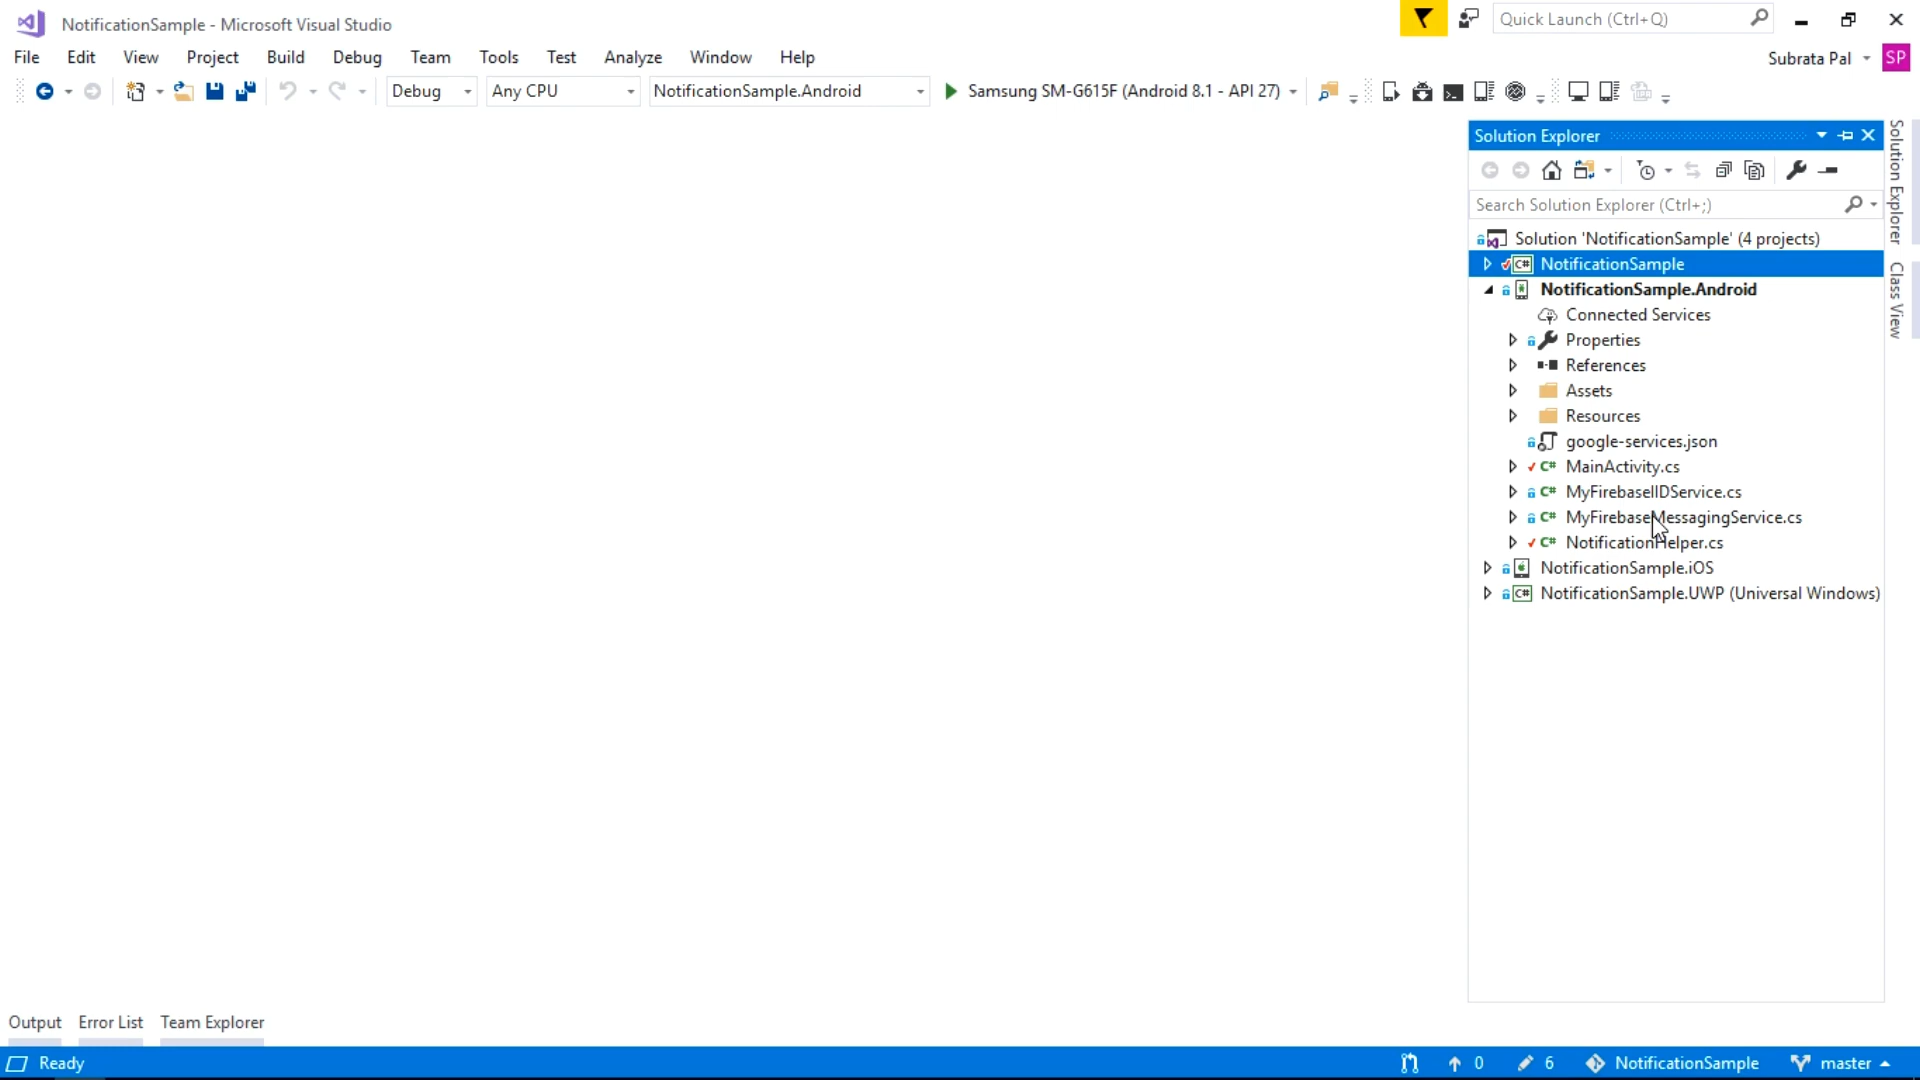 NotificationSample - Microsoft Visual Studio
Quick Launch (Ctrl+Q)
File Edit View Project Build Debug Team Tools Test Analyze Window Help
Subrata Pal SP
Debug Any CPU NotificationSample.Android Samsung SM-G615F (Android 8.1 - API 27)
Solution Explorer
Search Solution Explorer (Ctrl+;)
Solution 'NotificationSample' (4 projects)
C# NotificationSample
NotificationSample.Android
Connected Services
Properties
References
Assets
Resources
google-services.json
C# MainActivity.cs
C# MyFirebaseIIDService.cs
C# MyFirebaseMessagingService.cs
C# NotificationHelper.cs
NotificationSample.iOS
C# NotificationSample.UWP (Universal Windows)
Solution Explorer
Class View
Output Error List Team Explorer
Ready
0 6 NotificationSample master